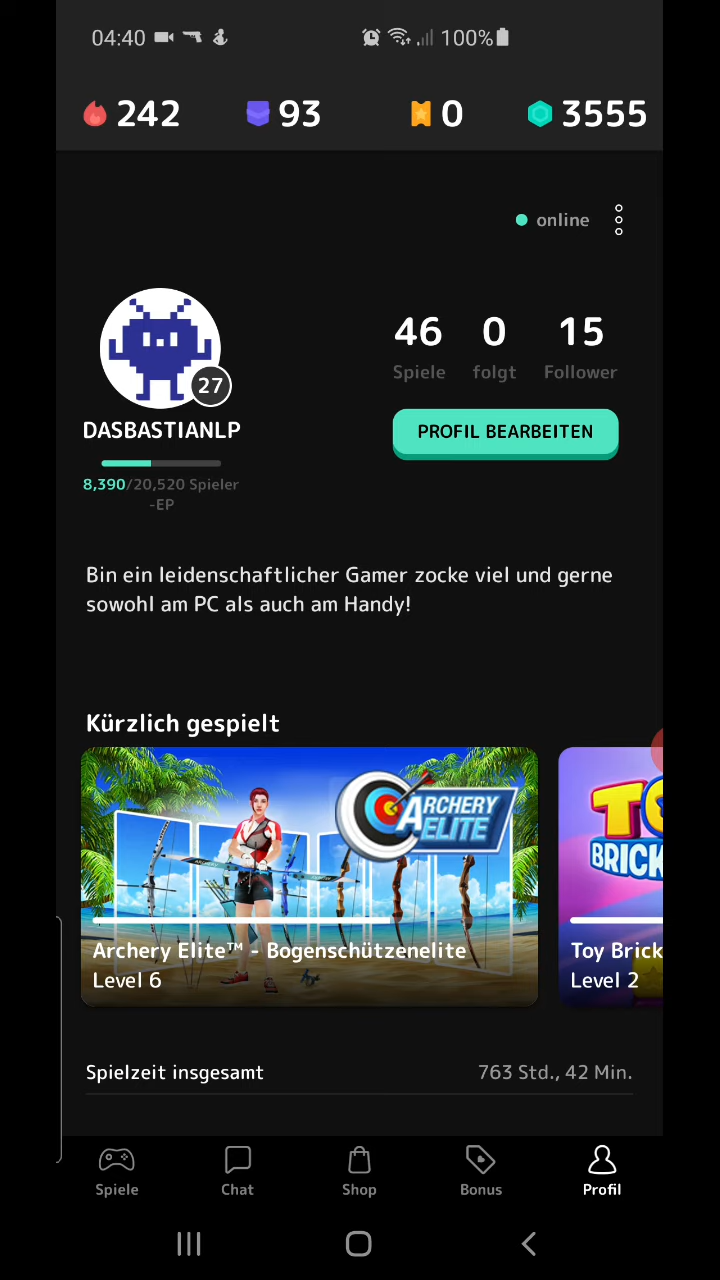 04:40 100%
242 93 0 3555
online
46 0 15
Spiele folgt Follower
27
DASBASTIANLP
PROFIL BEARBEITEN
8,390/20,520 Spieler
-EP
Bin ein leidenschaftlicher Gamer zocke viel und gerne
sowohl am PC als auch am Handy!
Kürzlich gespielt
ARCHERY
ELITE
Archery Elite™ - Bogenschützenelite
Level 6
TO
BRICK
Toy Brick
Level 2
Spielzeit insgesamt 763 Std., 42 Min.
Spiele Chat Shop Bonus Profil